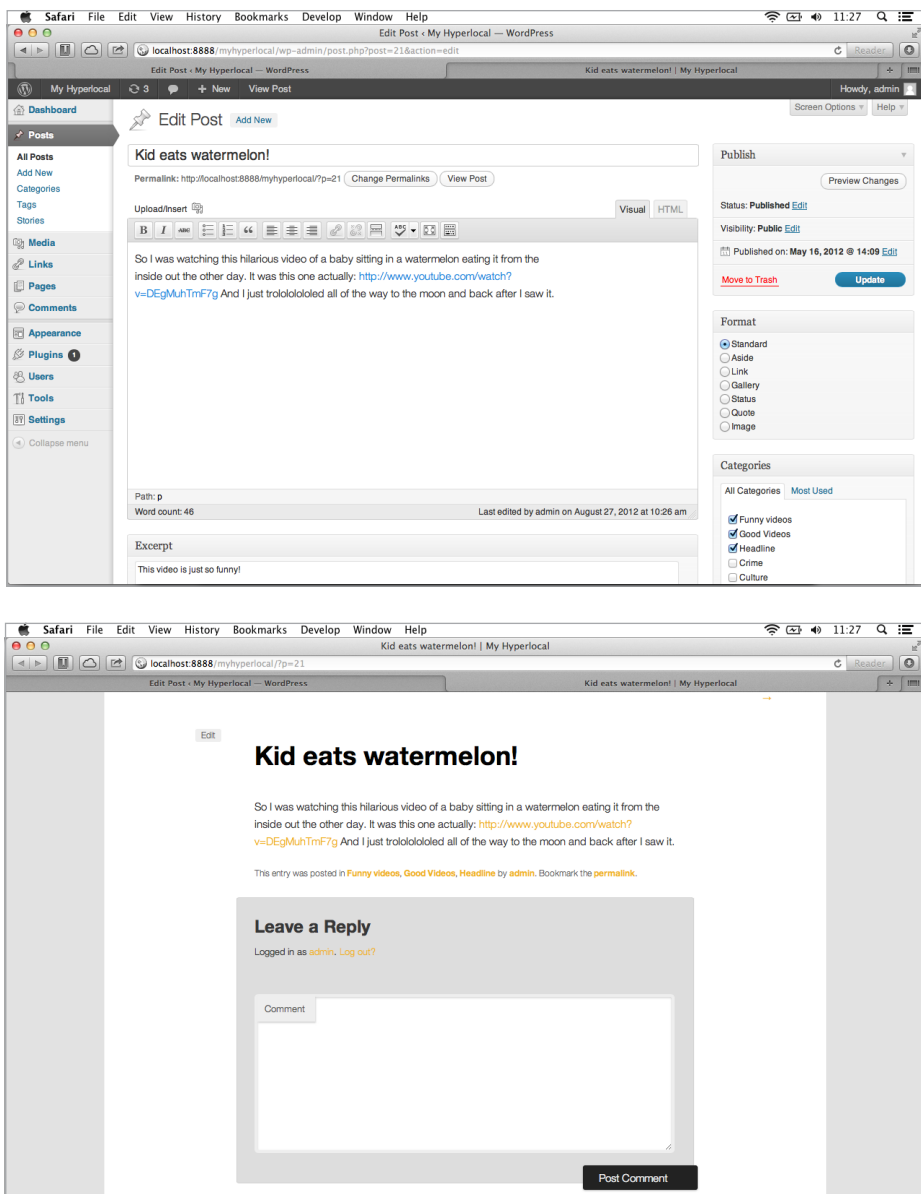 Safari File Edit View History Bookmarks Develop Window Help 11:27
Edit Post ‹ My Hyperlocal — WordPress
localhost:8888/myhyperlocal/wp-admin/post.php?post=21&action=edit Reader
Edit Post ‹ My Hyperlocal — WordPress Kid eats watermelon! | My Hyperlocal
My Hyperlocal 3 + New View Post Howdy, admin
Dashboard
Screen Options Help
Edit Post Add New
Posts
All Posts
Add New
Categories
Tags
Stories
Media
Links
Pages
Comments
Appearance
Plugins 1
Users
Tools
Settings
Collapse menu
Kid eats watermelon!
Permalink: http://localhost:8888/myhyperlocal/?p=21 Change Permalinks View Post
Upload/Insert Visual HTML
B I ABC ABC
So I was watching this hilarious video of a baby sitting in a watermelon eating it from the
inside out the other day. It was this one actually: http://www.youtube.com/watch?
v=DEgMuhTmF7g And I just trolololololed all of the way to the moon and back after I saw it.
Path: p
Word count: 46 Last edited by admin on August 27, 2012 at 10:26 am
Excerpt
This video is just so funny!
Publish
Preview Changes
Status: Published Edit
Visibility: Public Edit
Published on: May 16, 2012 @ 14:09 Edit
Move to Trash Update
Format
Standard
Aside
Link
Gallery
Status
Quote
Image
Categories
All Categories Most Used
Funny videos
Good Videos
Headline
Crime
Culture
Safari File Edit View History Bookmarks Develop Window Help 11:27
Kid eats watermelon! | My Hyperlocal
localhost:8888/myhyperlocal/?p=21 Reader
Edit Post ‹ My Hyperlocal — WordPress Kid eats watermelon! | My Hyperlocal
→
Edit
Kid eats watermelon!
So I was watching this hilarious video of a baby sitting in a watermelon eating it from the
inside out the other day. It was this one actually: http://www.youtube.com/watch?
v=DEgMuhTmF7g And I just trolololololed all of the way to the moon and back after I saw it.
This entry was posted in Funny videos, Good Videos, Headline by admin. Bookmark the permalink.
Leave a Reply
Logged in as admin. Log out?
Comment
Post Comment